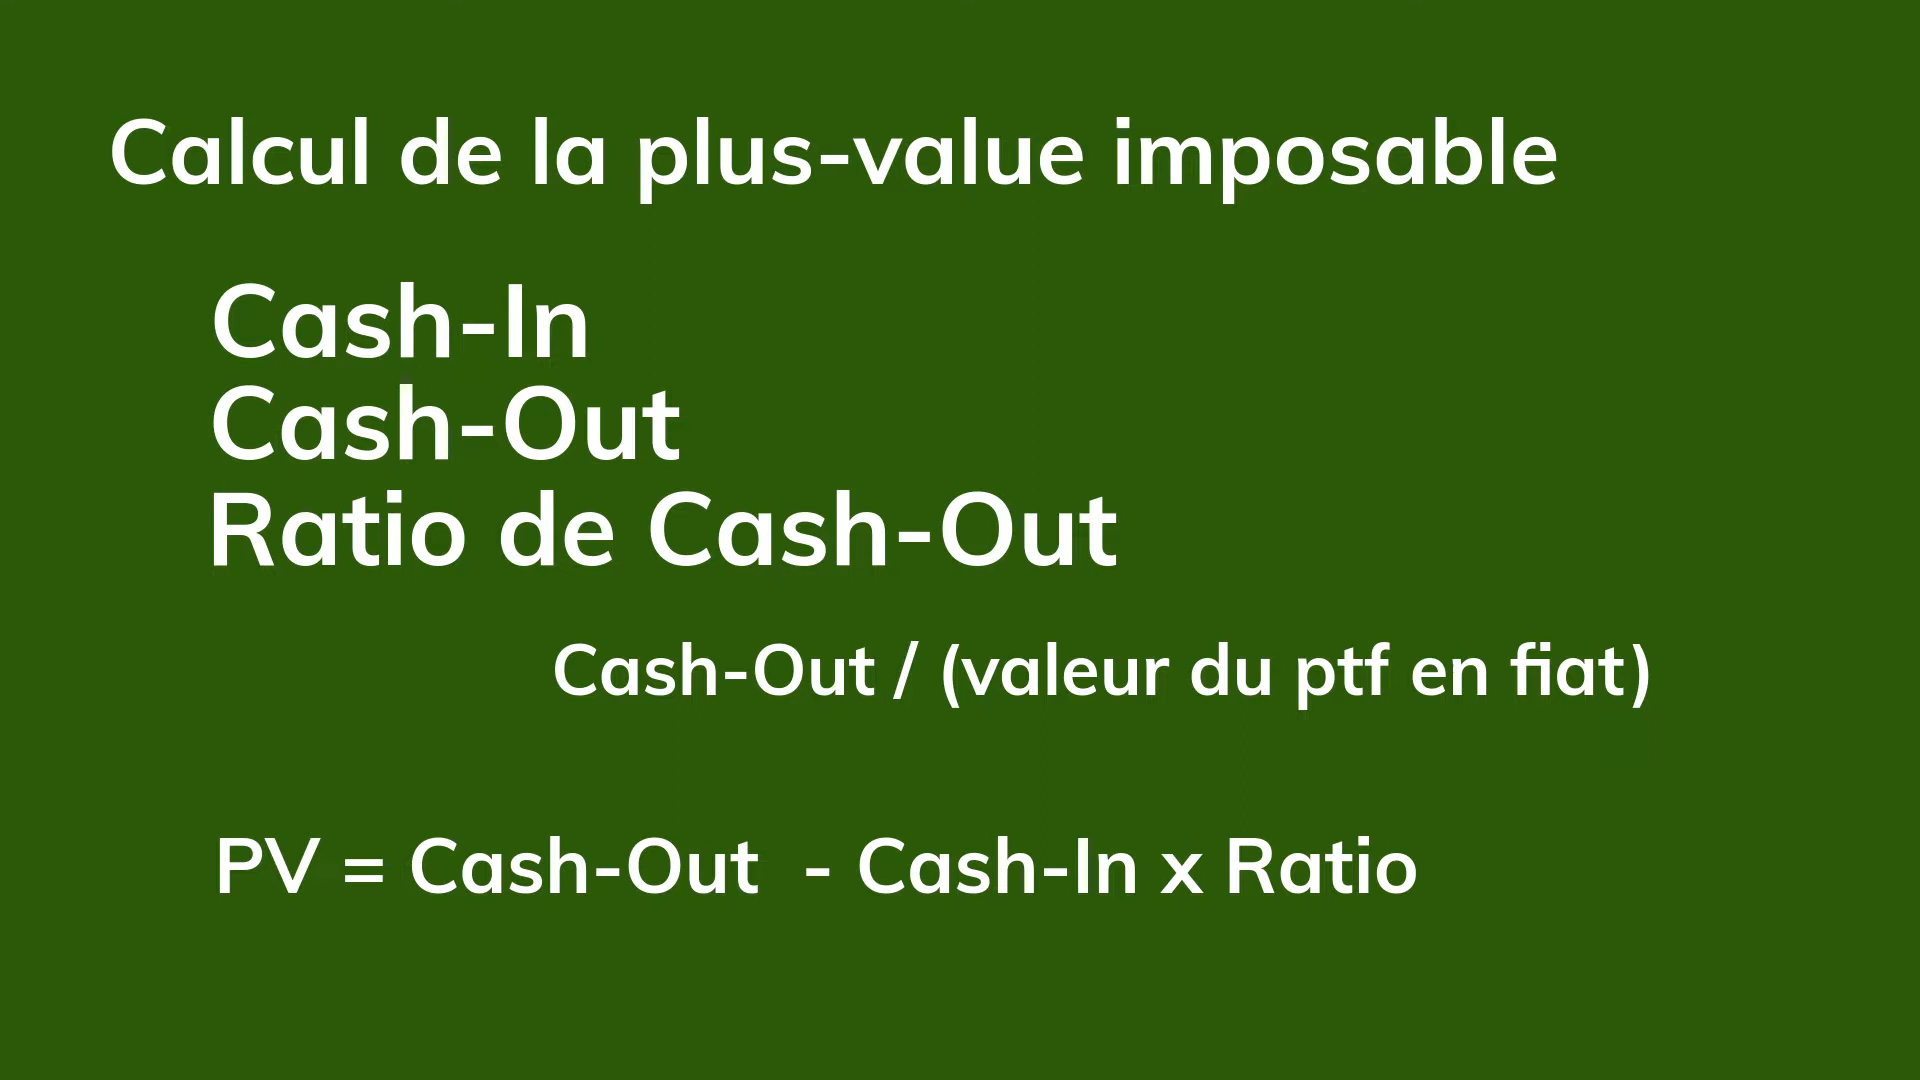 Calcul de la plus-value imposable
Cash-In
Cash-Out
Ratio de Cash-Out
Cash-Out / (valeur du ptf en fiat)
PV = Cash-Out - Cash-In x Ratio